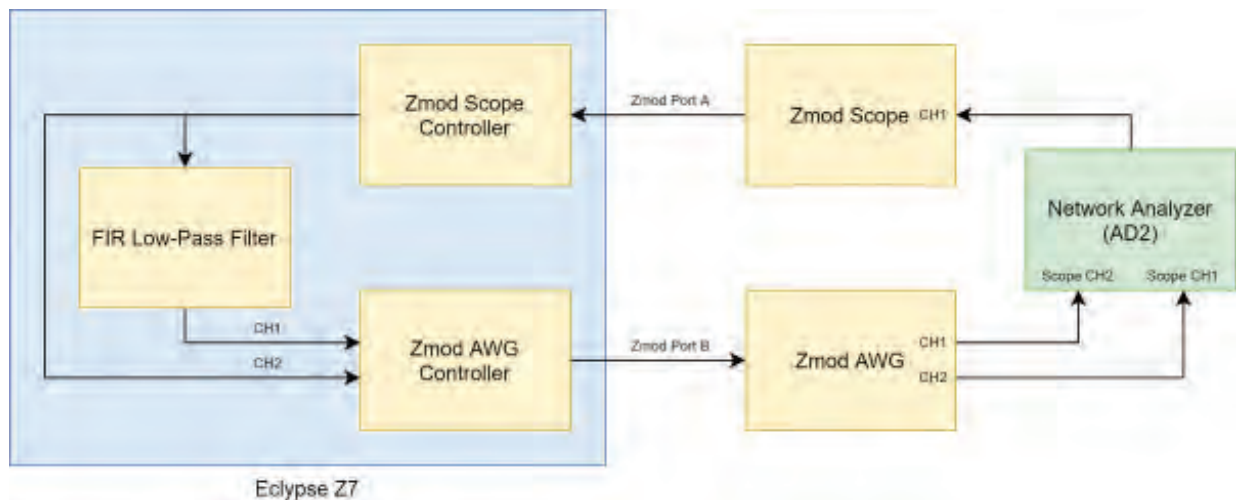 Zmod Scope
Controller
Zmod Port A
Zmod Scope
CH1
FIR Low-Pass Filter
Network Analyzer
(AD2)
Scope CH2
Scope CH1
CH1
CH2
Zmod AWG
Controller
Zmod Port B
Zmod AWG
CH1
CH2
Eclypse Z7